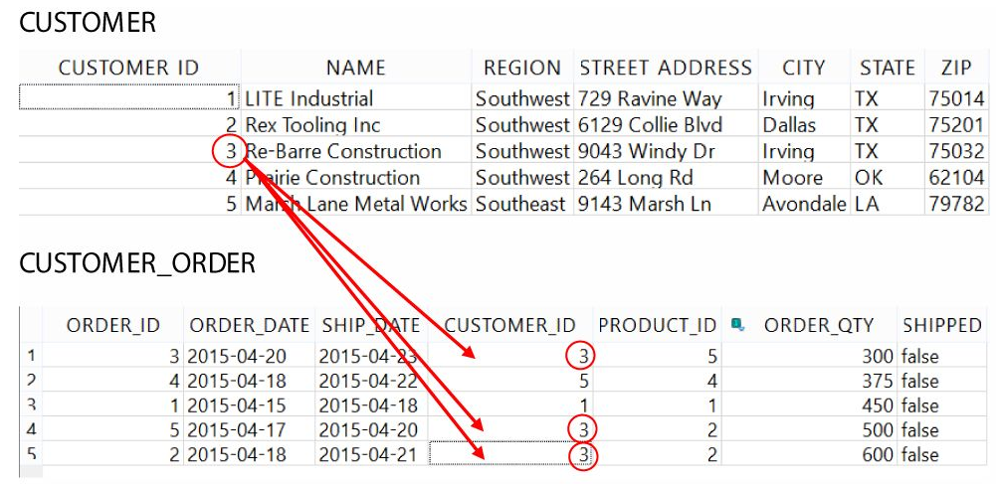 CUSTOMER
CUSTOMER ID NAME REGION STREET ADDRESS CITY STATE ZIP
1 LITE Industrial Southwest 729 Ravine Way Irving TX 75014
2 Rex Tooling Inc Southwest 6129 Collie Blvd Dallas TX 75201
3 Re-Barre Construction Southwest 9043 Windy Dr Irving TX 75032
4 Prairie Construction Southwest 264 Long Rd Moore OK 62104
5 Marsh Lane Metal Works Southeast 9143 Marsh Ln Avondale LA 79782
CUSTOMER_ORDER
ORDER_ID ORDER_DATE SHIP_DATE CUSTOMER_ID PRODUCT_ID ORDER_QTY SHIPPED
1 3 2015-04-20 2015-04-23 3 5 300 false
2 4 2015-04-18 2015-04-22 5 4 375 false
3 1 2015-04-15 2015-04-18 1 1 450 false
4 5 2015-04-17 2015-04-20 3 2 500 false
5 2 2015-04-18 2015-04-21 3 2 600 false